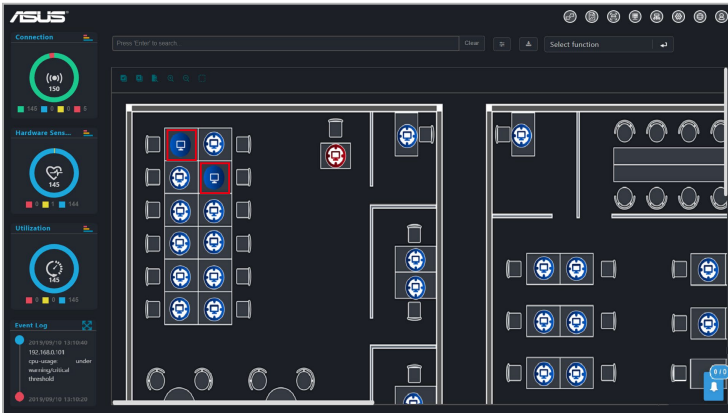 ASUS
Connection
Press 'Enter' to search...
Clear
Select function
150
145 0 0 5
Hardware Sens...
145
0 1 144
Utilization
145
0 0 145
Event Log
2019/09/10 13:10:40
192.168.0.101
cpu-usage: under
warning/critical
threshold
2019/09/10 13:10:20
0 / 0